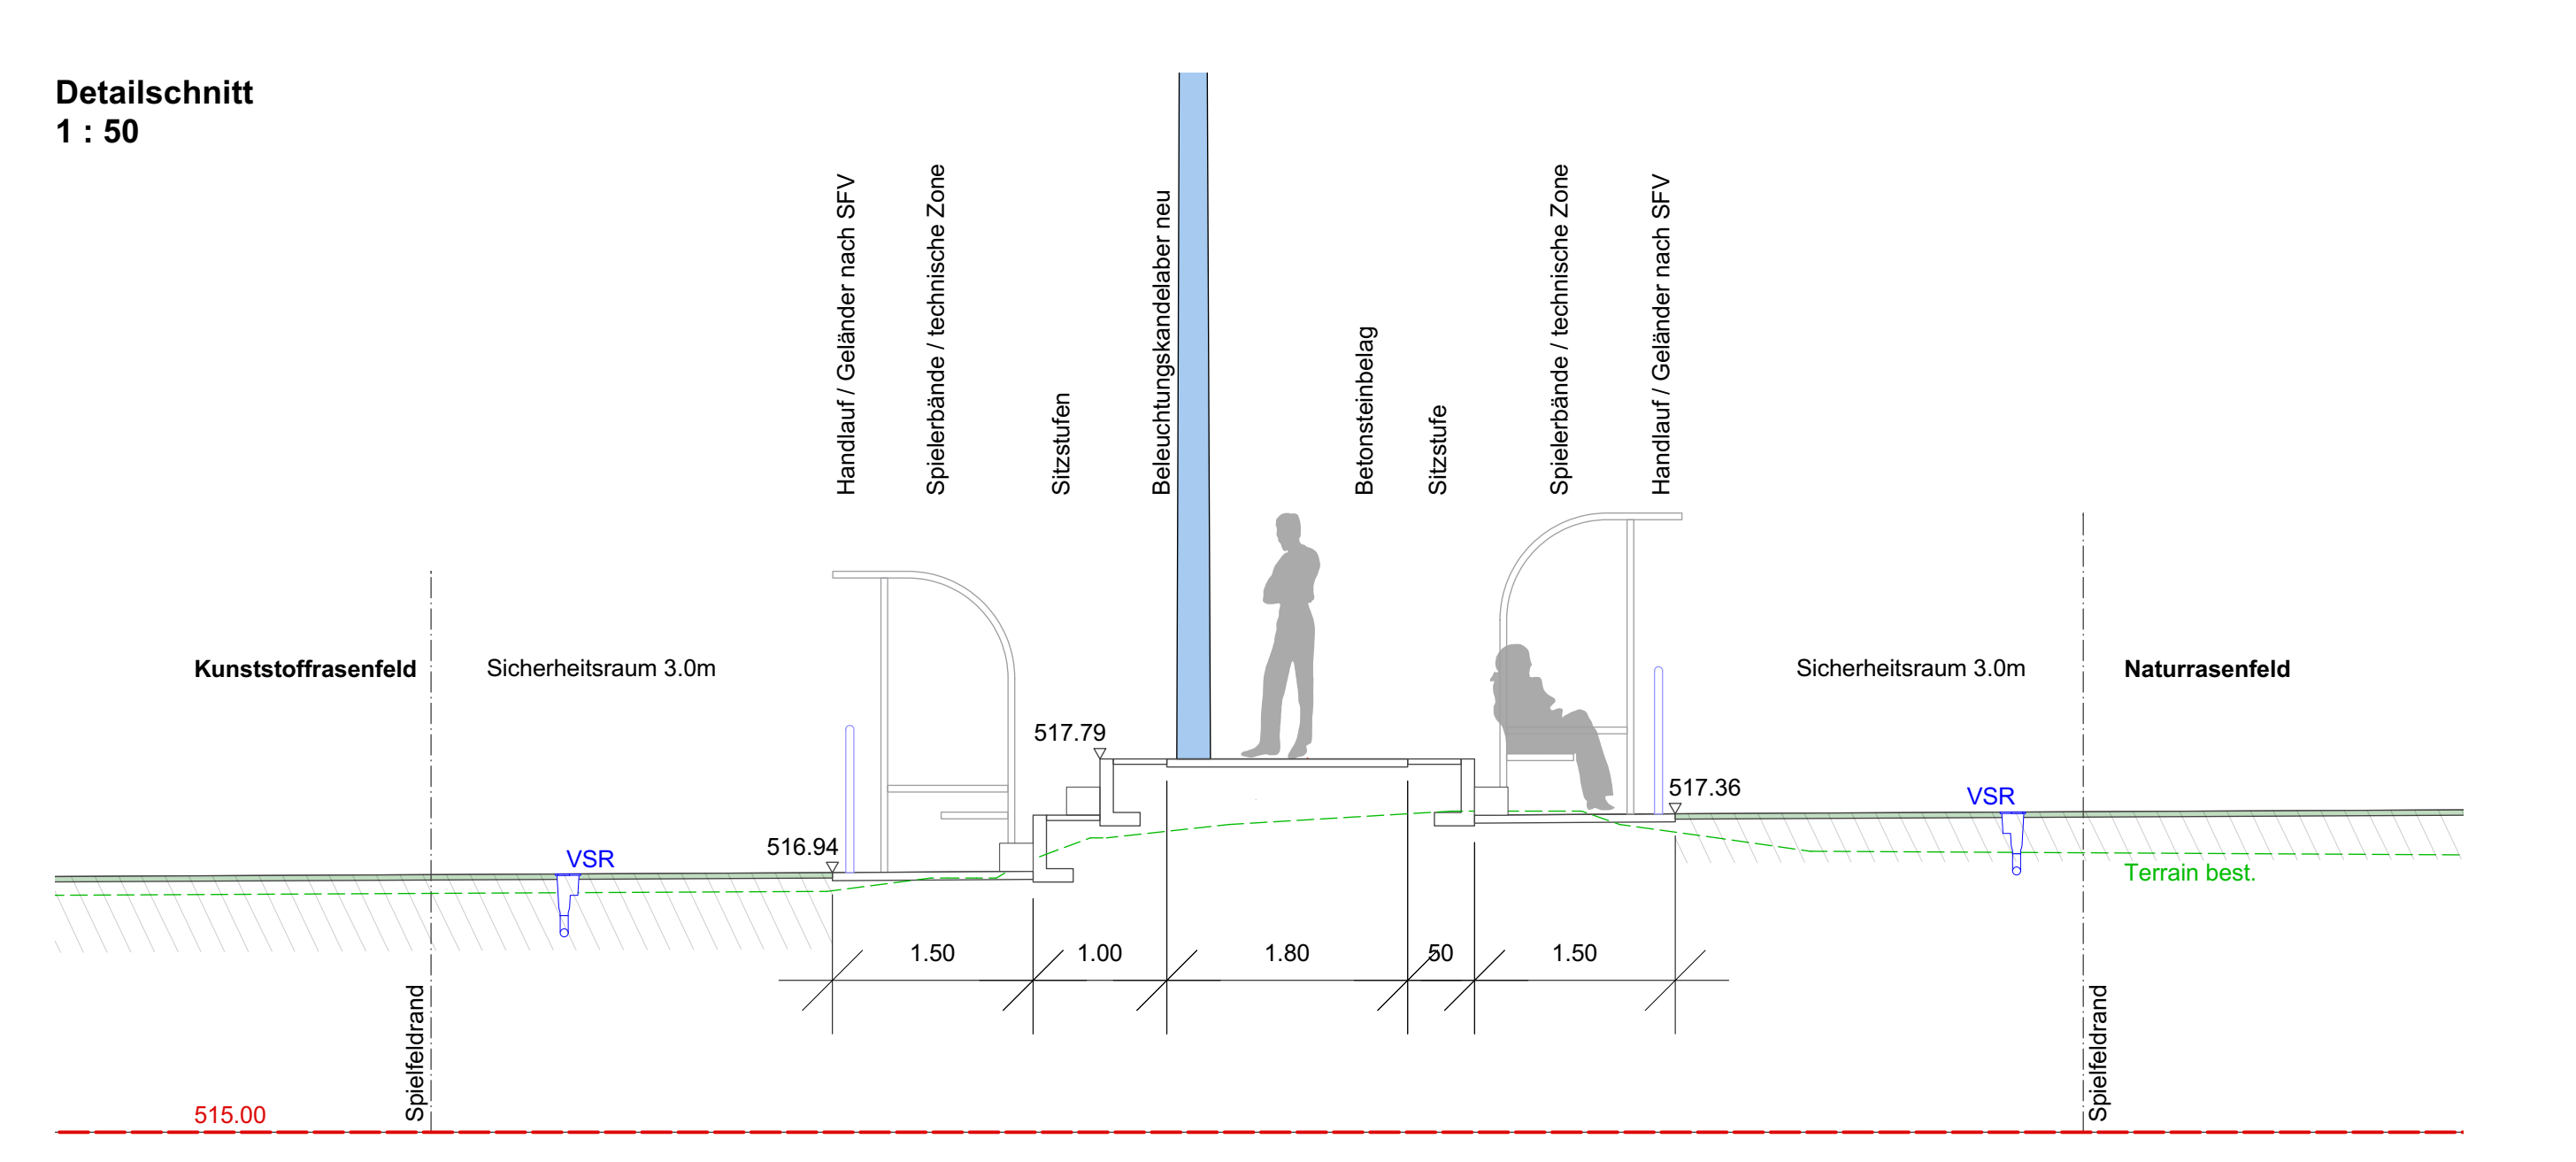 Detailschnitt
1 : 50
Handlauf / Geländer nach SFV
Spielerbände / technische Zone
Sitzstufen
Beleuchtungskandelaber neu
Betonsteinbelag
Sitzstufe
Spielerbände / technische Zone
Handlauf / Geländer nach SFV
Kunststoffrasenfeld
Sicherheitsraum 3.0m
Sicherheitsraum 3.0m
Naturrasenfeld
517.79
517.36
VSR
516.94
VSR
Terrain best.
1.50
1.00
1.80
50
1.50
Spielfeldrand
Spielfeldrand
515.00